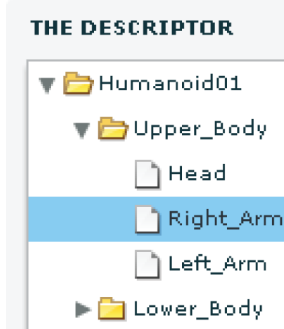 THE DESCRIPTOR
Humanoid01
Upper_Body
Head
Right_Arm
Left_Arm
Lower_Body